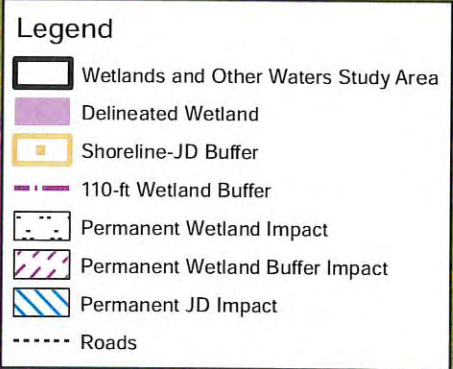 Legend
Wetlands and Other Waters Study Area
Delineated Wetland
Shoreline-JD Buffer
110-ft Wetland Buffer
Permanent Wetland Impact
Permanent Wetland Buffer Impact
Permanent JD Impact
Roads